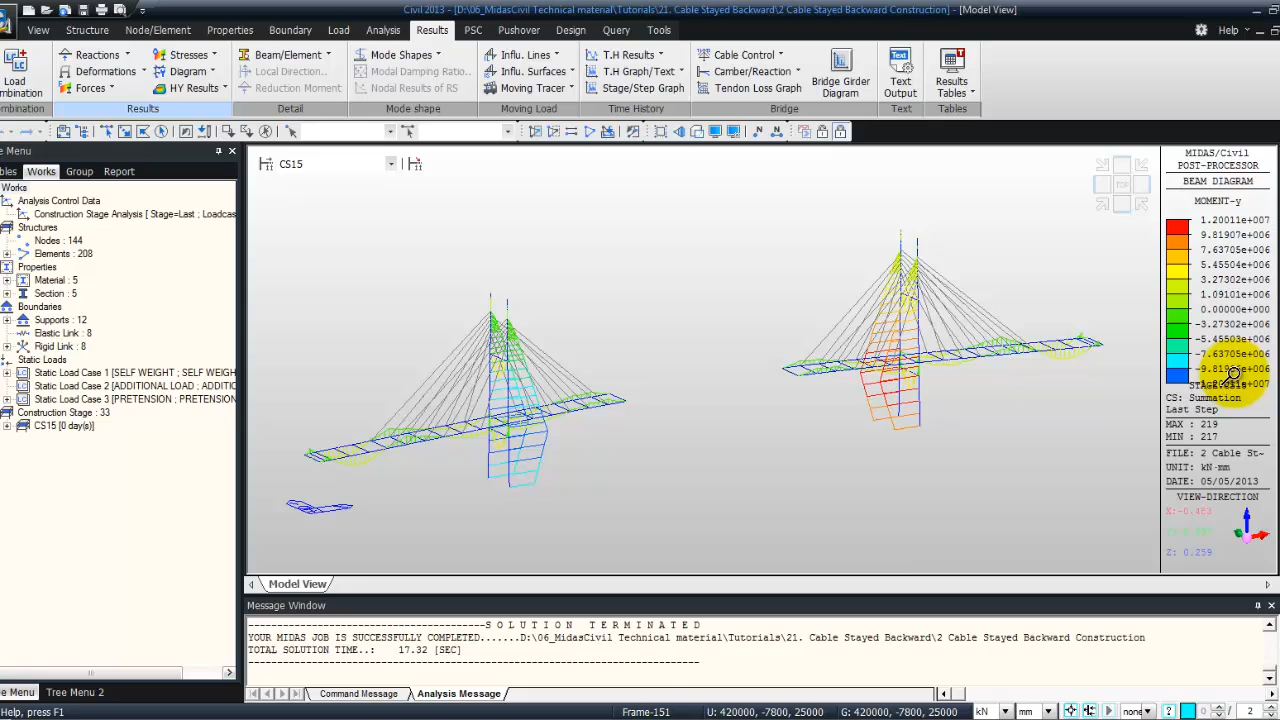 Civil 2013 - [D:\06_MidasCivil Technical material\Tutorials\21. Cable Stayed Backward\2 Cable Stayed Backward Construction] - [Model View]
View Structure Node/Element Properties Boundary Load Analysis Results PSC Pushover Design Query Tools Help
Load
ombination
Reactions
Deformations
Forces
Stresses
Diagram
HY Results
Beam/Element
Local Direction..
Reduction Moment
Mode Shapes
Modal Damping Ratio..
Nodal Results of RS
Influ. Lines
Influ. Surfaces
Moving Tracer
T.H Results
T.H Graph/Text
Stage/Step Graph
Cable Control
Camber/Reaction
Tendon Loss Graph
Bridge Girder
Diagram
Text
Output
Results
Tables
ombination Results Detail Mode shape Moving Load Time History Bridge Text Tables
e Menu
bles Works Group Report
Works
Analysis Control Data
Construction Stage Analysis [ Stage=Last ; Loadcas
Structures
Nodes : 144
Elements : 208
Properties
Material : 5
Section : 5
Boundaries
Supports : 12
Elastic Link : 8
Rigid Link : 8
Static Loads
Static Load Case 1 [SELF WEIGHT ; SELF WE
Static Load Case 2 [ADDITIONAL LOAD ; ADDITIO
Static Load Case 3 [PRETENSION ; PRETENSION
Construction Stage : 33
CS15 [0 day(s)]
ee Menu Tree Menu 2
CS15
TOP
MIDAS/Civil
POST-PROCESSOR
BEAM DIAGRAM
MOMENT-y
1.20011e+007
9.81907e+006
7.63705e+006
5.45504e+006
3.27302e+006
1.09101e+006
0.00000e+000
-3.27302e+006
-5.45503e+006
-7.63705e+006
CS: Summation
Last Step
MAX : 219
MIN : 217
FILE: 2 Cable St~
UNIT: kN-mm
DATE: 05/05/2013
VIEW-DIRECTION
X:-0.483
Z: 0.259
Model View
Message Window
S O L U T I O N   T E R M I N A T E D
YOUR MIDAS JOB IS SUCCESSFULLY COMPLETED.......D:\06_MidasCivil Technical material\Tutorials\21. Cable Stayed Backward\2 Cable Stayed Backward Construction
TOTAL SOLUTION TIME..: 17.32 [SEC]
Command Message Analysis Message
Help, press F1 Frame-151 U: 420000, -7800, 25000 G: 420000, -7800, 25000 kN mm none ? 0 / 2